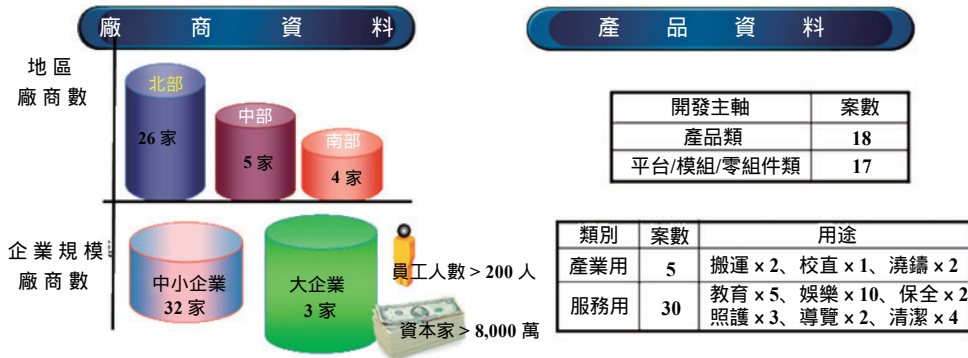 廠商資料
地區
廠商數
北部
26 家
中部
5 家
南部
4 家
企業規模
廠商數
中小企業
32 家
大企業
3 家
員工人數 > 200 人
資本家 > 8,000 萬
產品資料
開發主軸 案數
產品類 18
平台/模組/零組件類 17
類別 案數 用途
產業用 5 搬運 × 2、校直 × 1、澆鑄 × 2
服務用 30 教育 × 5、娛樂 × 10、保全 × 2
照護 × 3、導覽 × 2、清潔 × 4